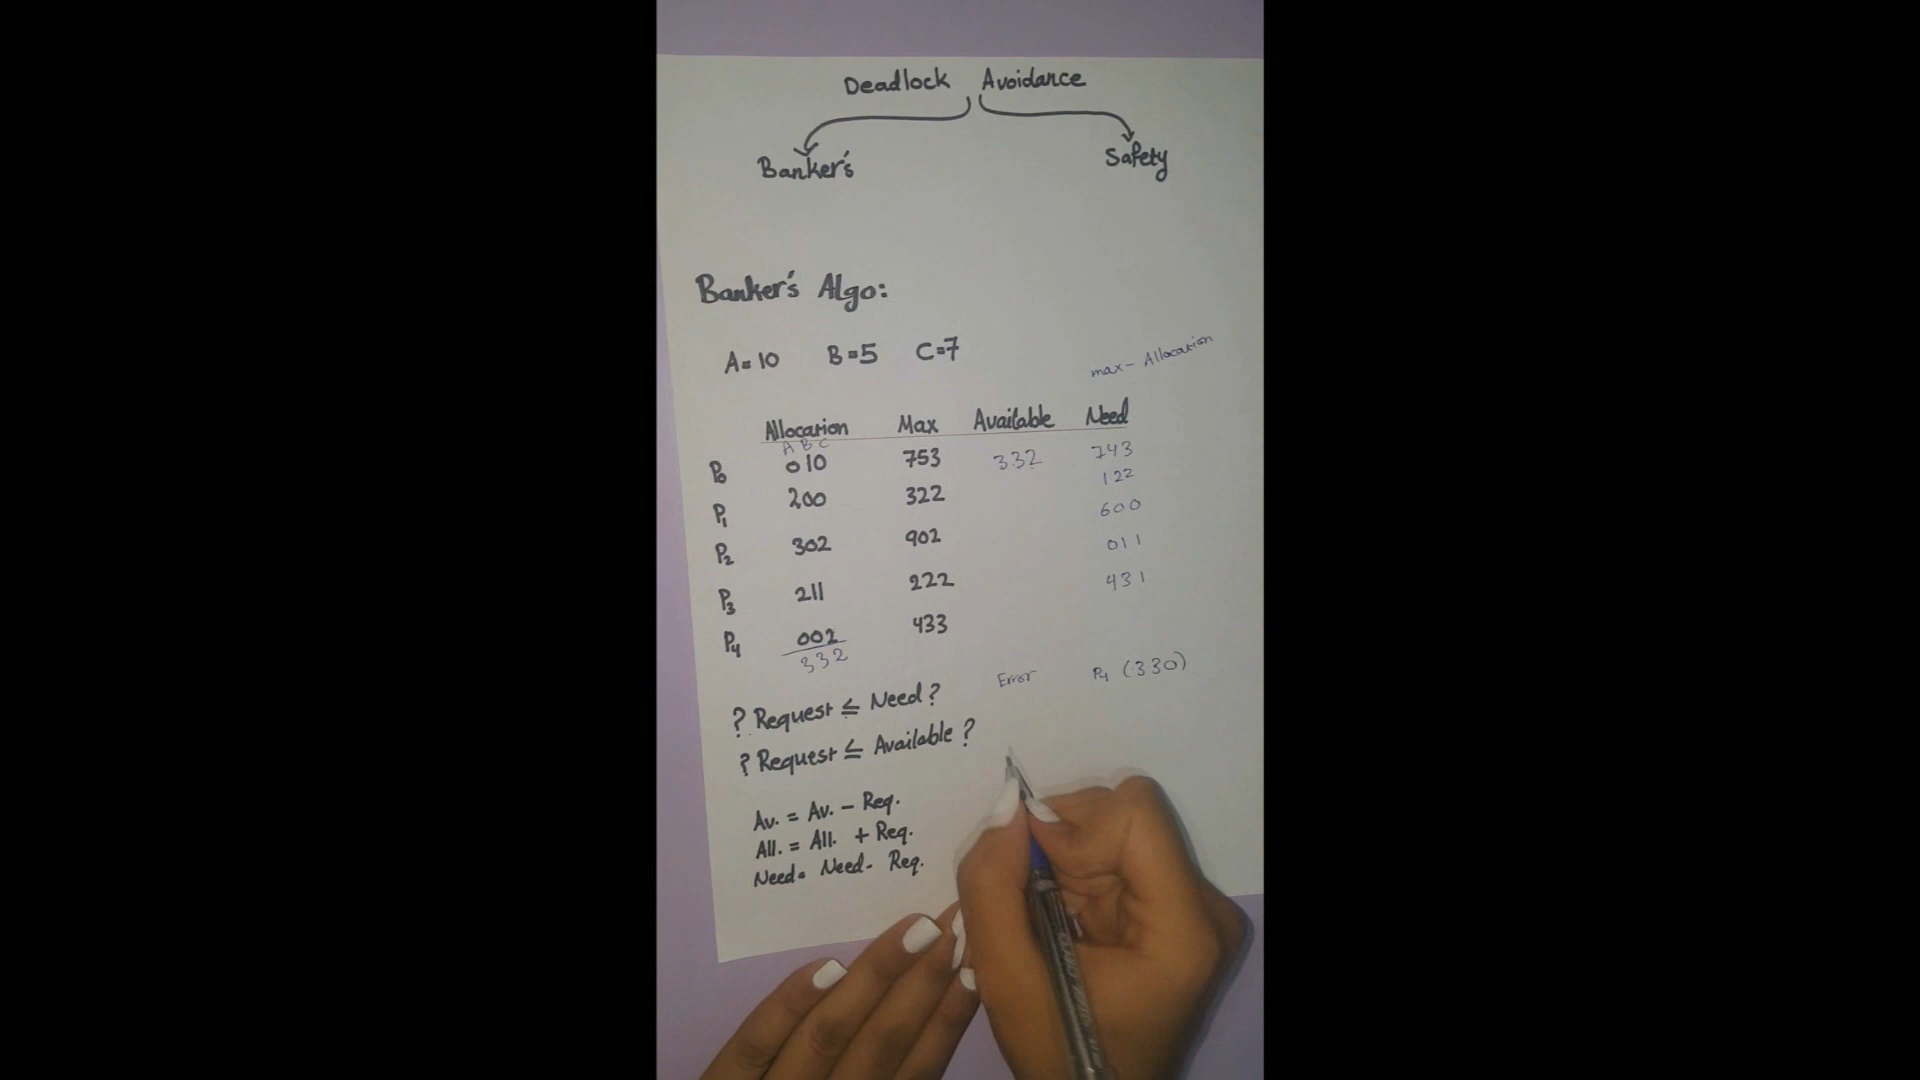 Deadlock Avoidance
Banker's Safety
Banker's Algo:
A=10 B=5 C=7
max - Allocation
Allocation Max Available Need
A B C
P0 010 753 332 743
P1 200 322 122
P2 302 902 600
P3 211 222 011
P4 002 433 431
332
? Request ≤ Need? Error P4 (330)
? Request ≤ Available?
Av. = Av. - Req.
All. = All. + Req.
Need = Need - Req.